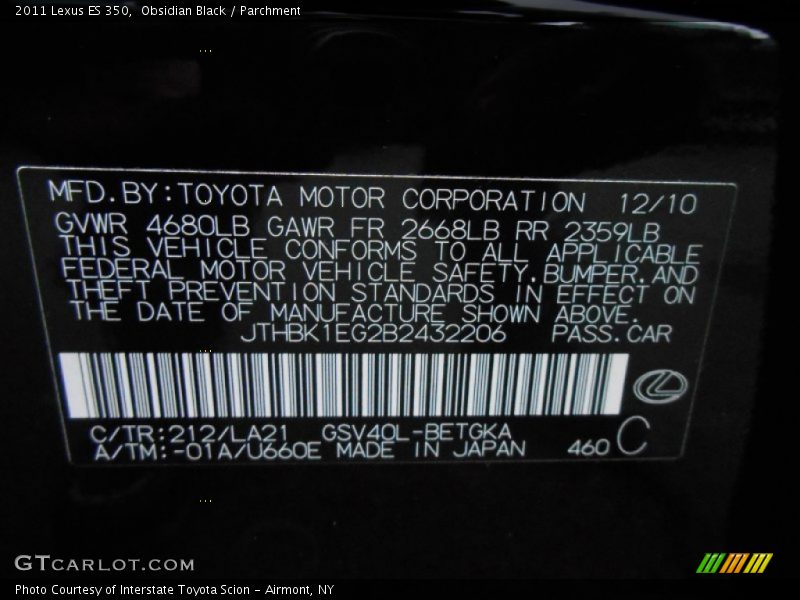 2011 Lexus ES 350,  Obsidian Black / Parchment
MFD. BY: TOYOTA MOTOR CORPORATION 12/10
GVWR 4680LB GAWR FR 2668LB RR 2359LB
THIS VEHICLE CONFORMS TO ALL APPLICABLE
FEDERAL MOTOR VEHICLE SAFETY, BUMPER, AND
THEFT PREVENTION STANDARDS IN EFFECT ON
THE DATE OF MANUFACTURE SHOWN ABOVE.
JTHBK1EG2B2432206 PASS. CAR
C/TR: 212/LA21 GSV40L-BETGKA
A/TM: -01A/U660E MADE IN JAPAN 460 C
GTCARLOT.COM
Photo Courtesy of Interstate Toyota Scion - Airmont, NY